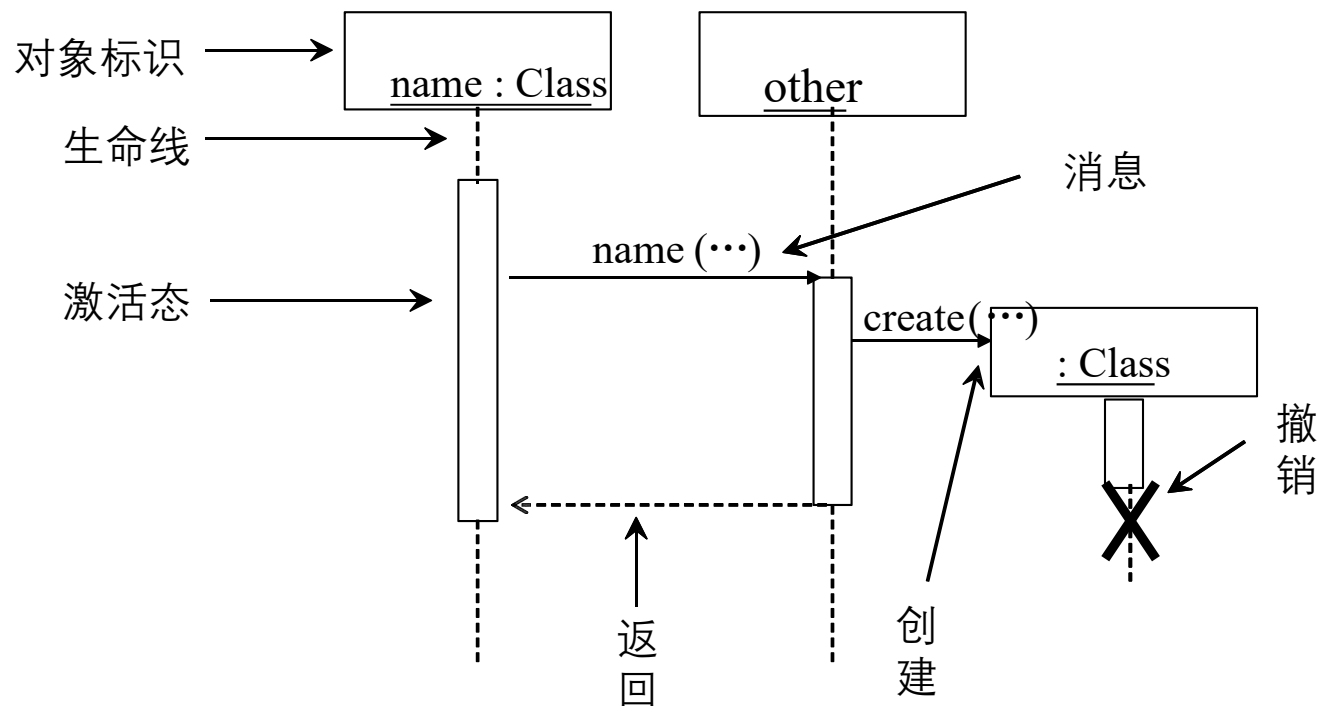 对象标识
name : Class
other
生命线
消息
name (···)
激活态
create(···)
: Class
撤
销
返
回
创
建